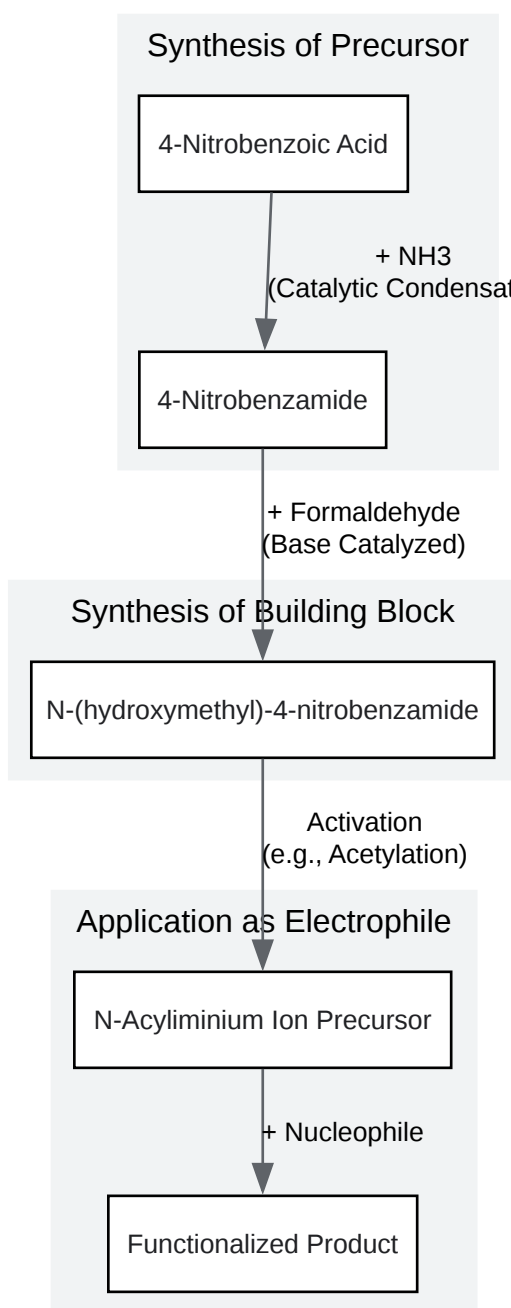 Synthesis of Precursor
4-Nitrobenzoic Acid
+ NH3
(Catalytic Condensat
4-Nitrobenzamide
+ Formaldehyde
(Base Catalyzed)
Synthesis of Building Block
N-(hydroxymethyl)-4-nitrobenzamide
Activation
(e.g., Acetylation)
Application as Electrophile
N-Acyliminium Ion Precursor
+ Nucleophile
Functionalized Product